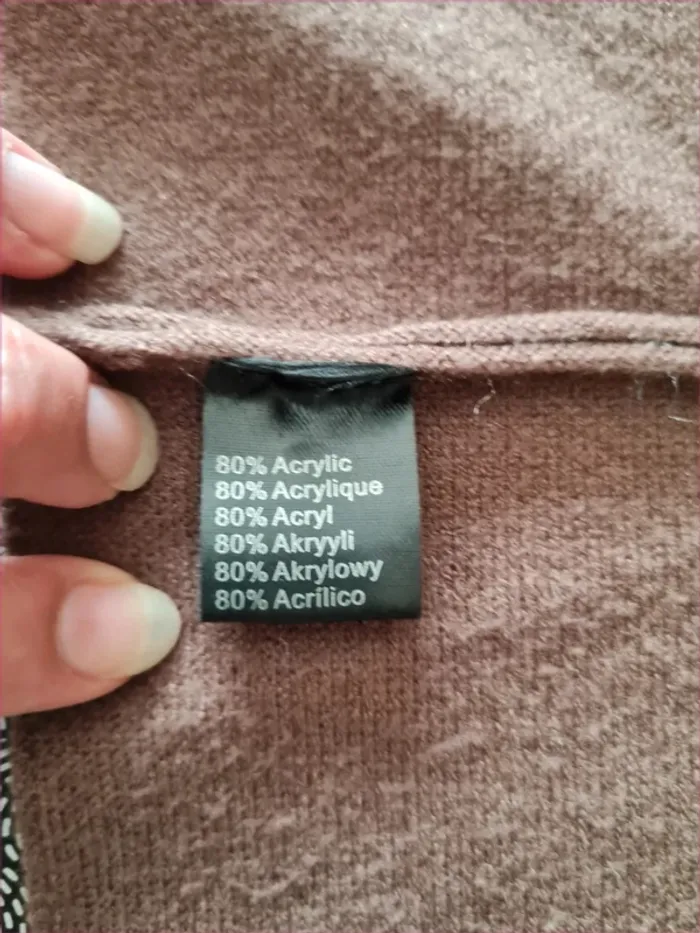 80% Acrylic
80% Acrylique
80% Acryl
80% Akryyli
80% Akrylowy
80% Acrílico